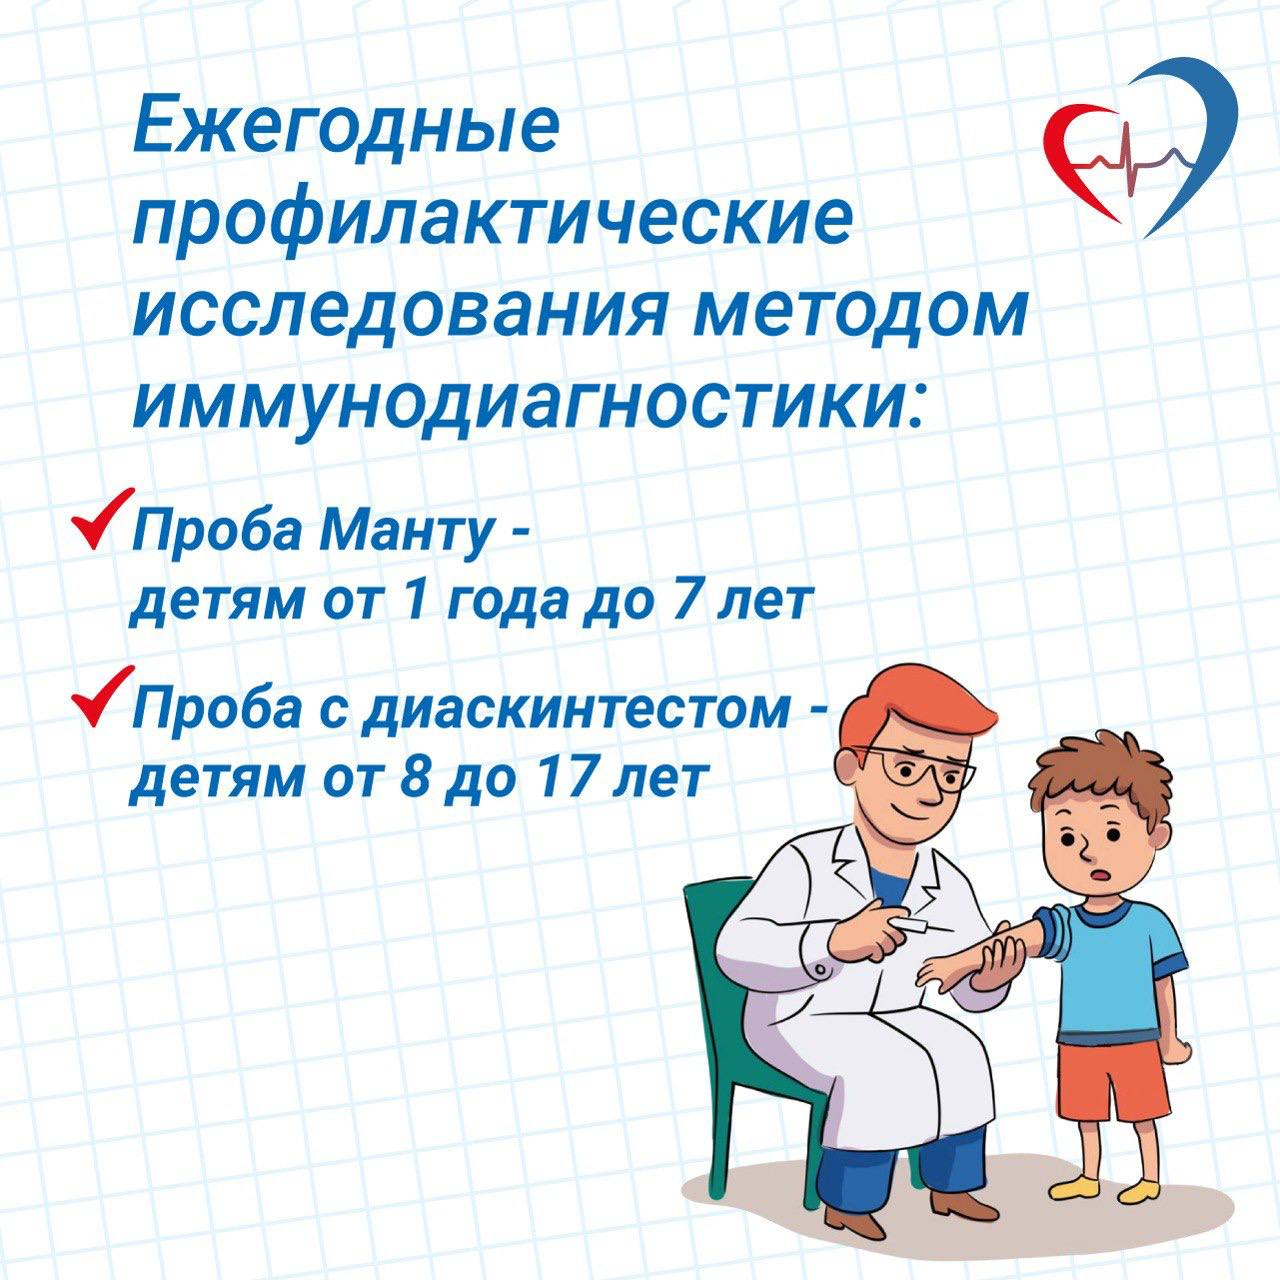 Ежегодные
профилактические
исследования методом
иммунодиагностики:
Проба Манту -
детям от 1 года до 7 лет
Проба с диаскинтестом -
детям от 8 до 17 лет